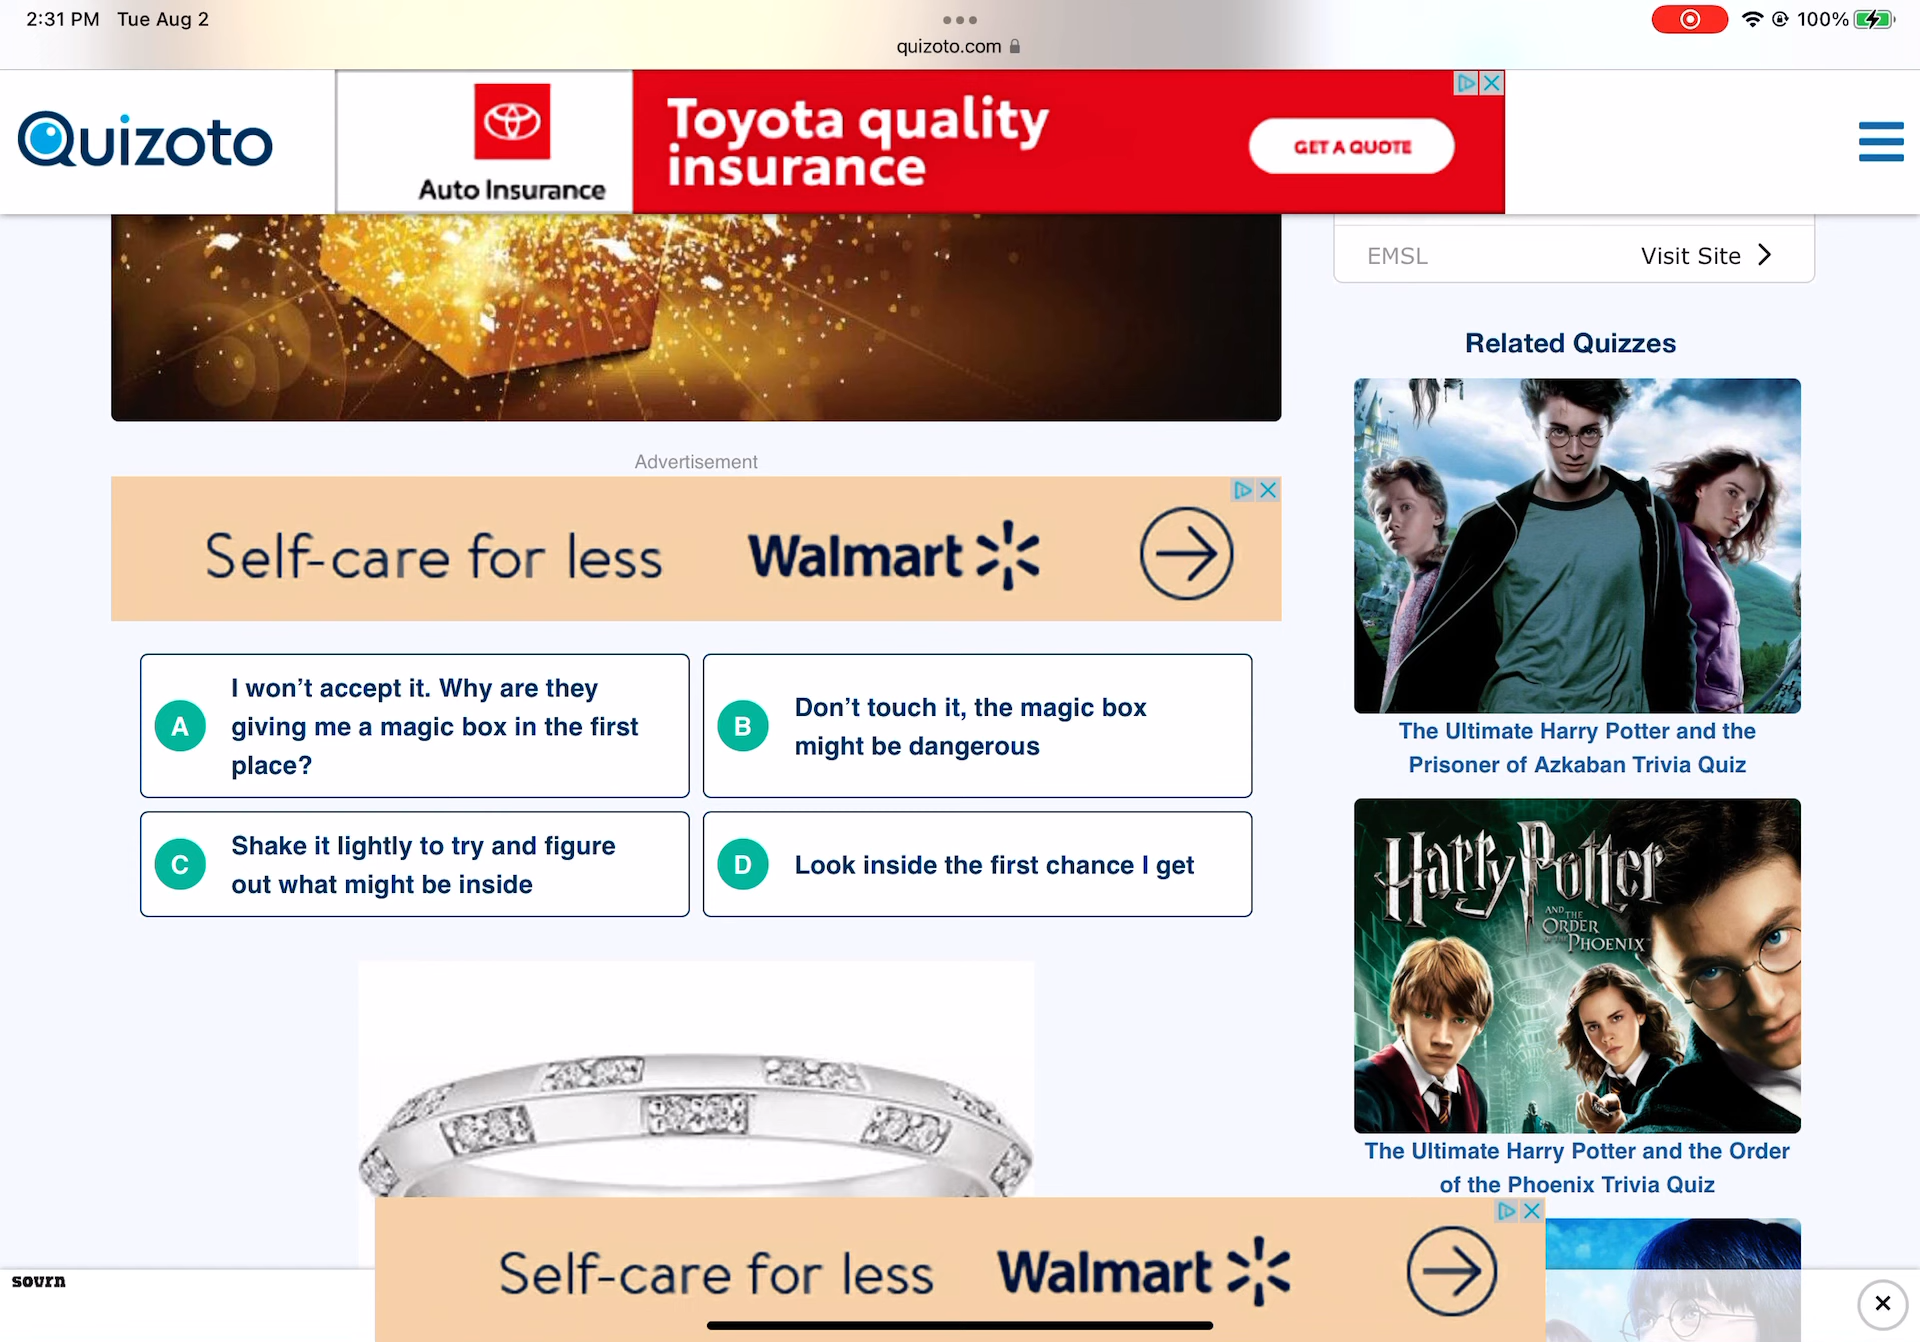 2:31 PM Tue Aug 2
100%
quizoto.com
Quizoto
Auto Insurance
Toyota quality
insurance
GET A QUOTE
EMSL
Visit Site
Related Quizzes
Advertisement
Self-care for less
Walmart
A
I won’t accept it. Why are they
giving me a magic box in the first
place?
B
Don’t touch it, the magic box
might be dangerous
C
Shake it lightly to try and figure
out what might be inside
D
Look inside the first chance I get
The Ultimate Harry Potter and the
Prisoner of Azkaban Trivia Quiz
Harry Potter
AND THE
ORDER
OF THE PHOENIX
The Ultimate Harry Potter and the Order
of the Phoenix Trivia Quiz
Self-care for less
Walmart
sovrn